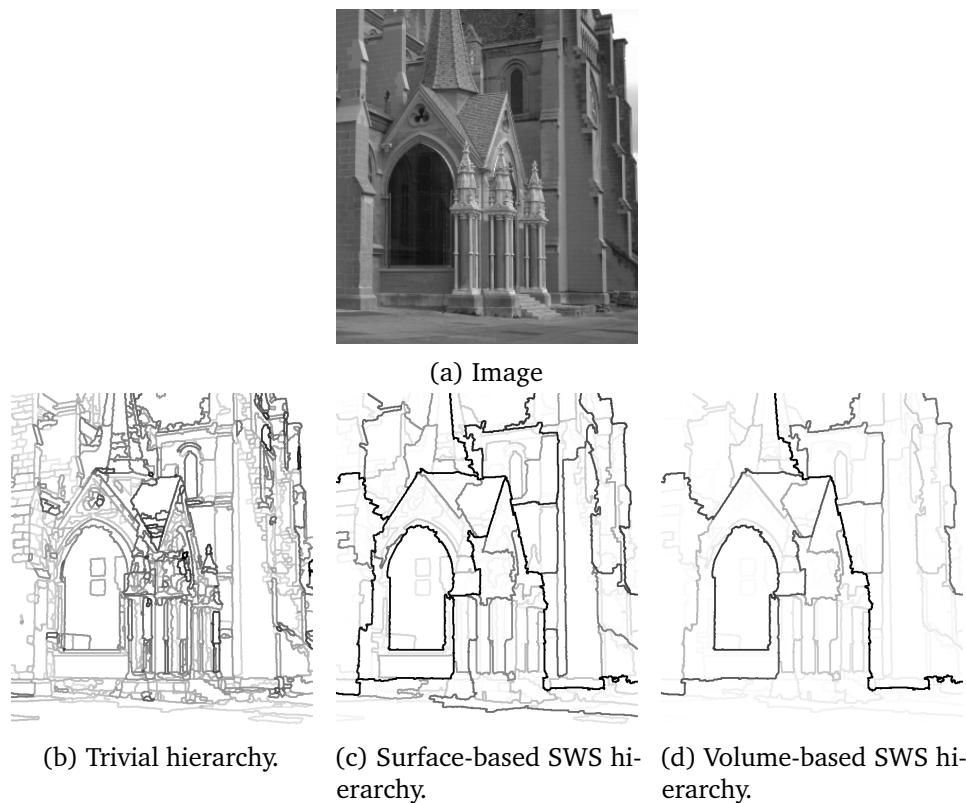 (a) Image
(b) Trivial hierarchy.
(c) Surface-based SWS hi-
erarchy.
(d) Volume-based SWS hi-
erarchy.